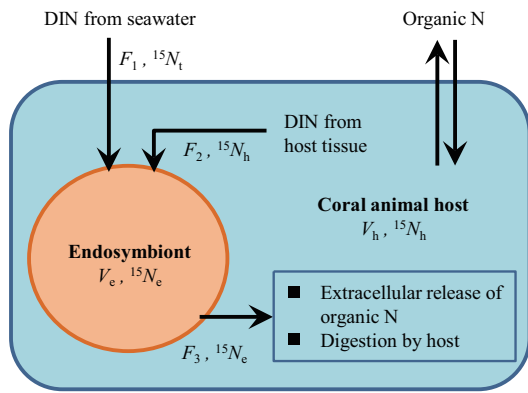 DIN from seawater
Organic N
F₁ , ¹⁵Nₜ
DIN from
host tissue
F₂ , ¹⁵Nₕ
Coral animal host
Vₕ , ¹⁵Nₕ
Endosymbiont
Vₑ , ¹⁵Nₑ
■ Extracellular release of
organic N
■ Digestion by host
F₃ , ¹⁵Nₑ